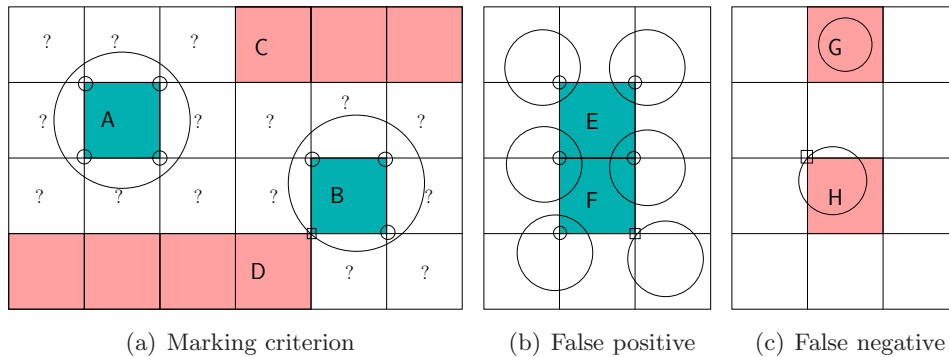 ? ? ? C G
? A ? ? ? ? E
? ? ? B ? F H
D ? ?
(a) Marking criterion (b) False positive (c) False negative